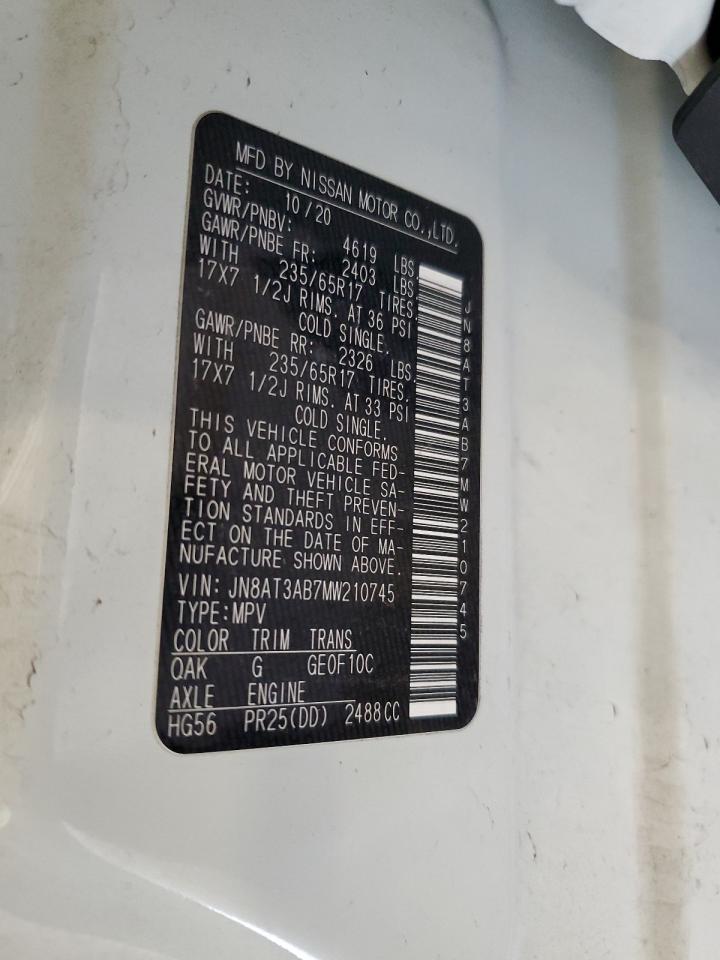 MFD BY NISSAN MOTOR CO.,LTD.
DATE: 10/20
GVWR/PNBV: 4619 LBS.
GAWR/PNBE FR: 2403 LBS
WITH 235/65R17 TIRES.
17X7 1/2J RIMS. AT 36 PSI
COLD SINGLE.
GAWR/PNBE RR: 2326 LBS.
WITH 235/65R17 TIRES.
17X7 1/2J RIMS. AT 33 PSI
COLD SINGLE.
THIS VEHICLE CONFORMS
TO ALL APPLICABLE FED-
ERAL MOTOR VEHICLE SA-
FETY AND THEFT PREVEN-
TION STANDARDS IN EFF-
ECT ON THE DATE OF MA-
NUFACTURE SHOWN ABOVE.
VIN: JN8AT3AB7MW210745
TYPE:MPV
COLOR TRIM TRANS
QAK G GE0F10C
AXLE ENGINE
HG56 PR25(DD) 2488CC
JN8AT3AB7MW210745